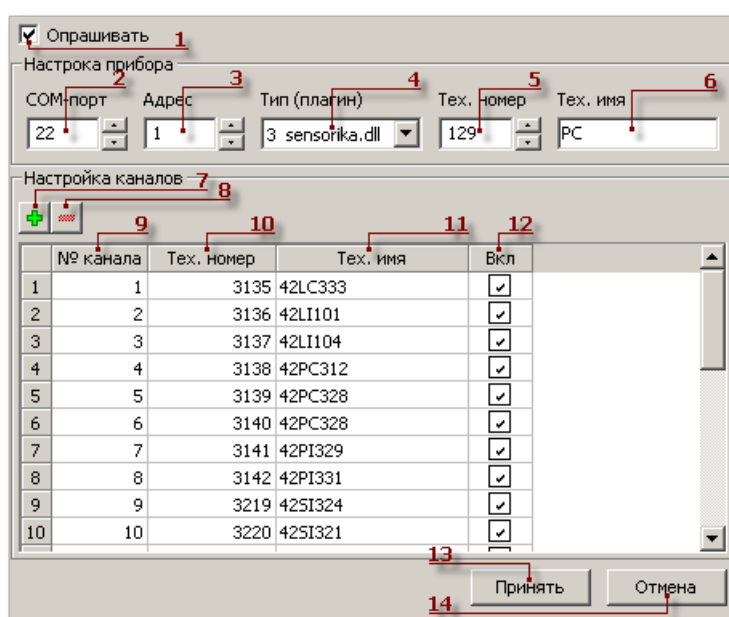 Опрашивать 1
Настрока прибора
2 3 4 5 6
COM-порт Адрес Тип (плагин) Тех. номер Тех. имя
22 1 3 sensorika.dll 129 PC
Настройка каналов 7
8
9 10 11 12
№ канала Тех. номер Тех. имя Вкл
1 1 3135 42LC333
2 2 3136 42LI101
3 3 3137 42LI104
4 4 3138 42PC312
5 5 3139 42PC328
6 6 3140 42PC328
7 7 3141 42PI329
8 8 3142 42PI331
9 9 3219 42SI324
10 10 3220 42SI321
13
Принять Отмена
14